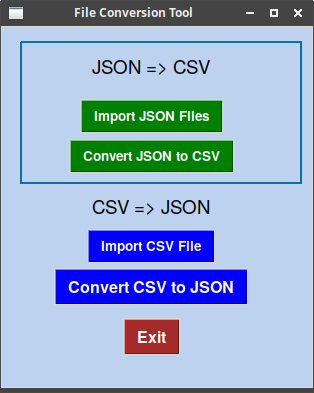 File Conversion Tool
JSON => CSV
Import JSON Files
Convert JSON to CSV
CSV => JSON
Import CSV File
Convert CSV to JSON
Exit